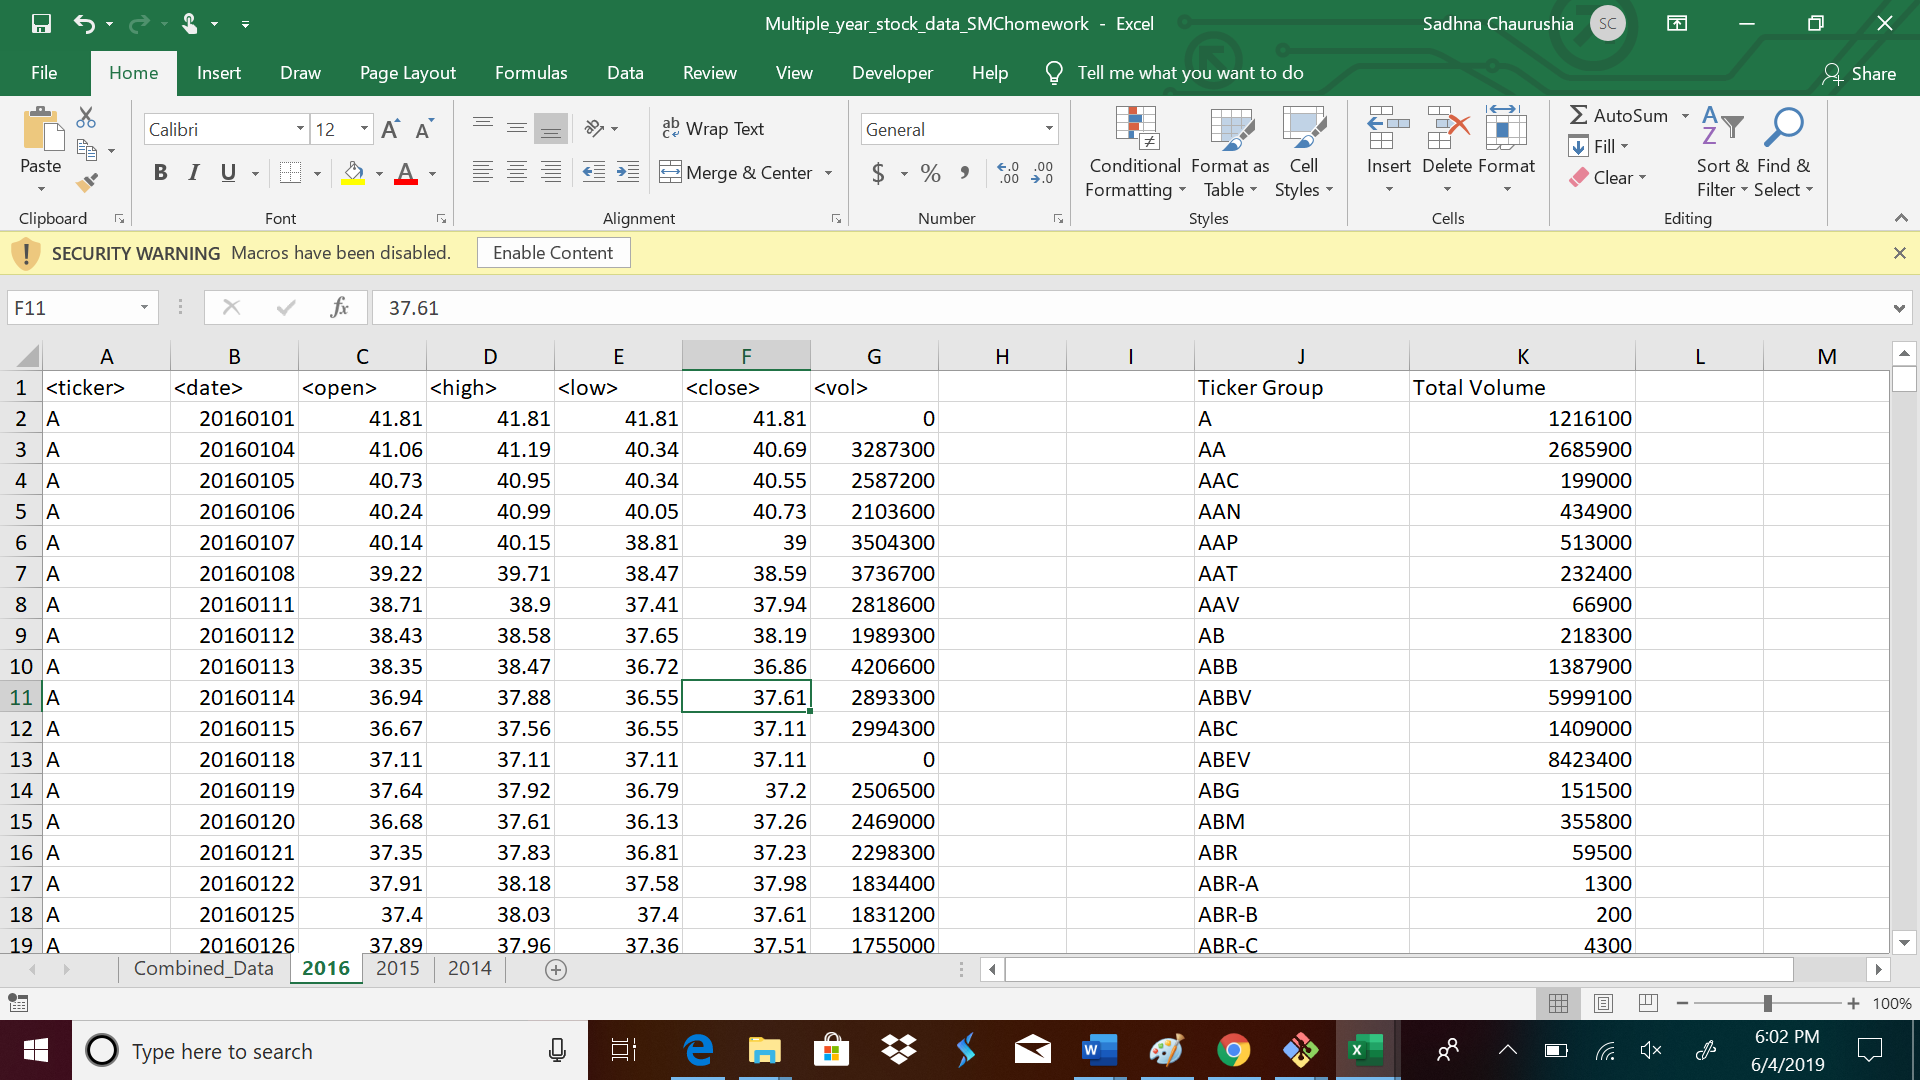 Multiple_year_stock_data_SMChomework - Excel
Sadhna Chaurushia SC
File Home Insert Draw Page Layout Formulas Data Review View Developer Help Tell me what you want to do Share
Paste
Clipboard
Calibri 12 A A
B I U A
Font
ab Wrap Text
Merge & Center
Alignment
General
$ % , .0 .00 .00 .0
Number
Conditional Formatting
Format as Table
Cell Styles
Styles
Insert Delete Format
Cells
AutoSum
Fill
Clear
Sort & Filter
Find & Select
Editing
SECURITY WARNING Macros have been disabled. Enable Content
F11 fx 37.61
A B C D E F G H I J K L M
1 <ticker> <date> <open> <high> <low> <close> <vol> Ticker Group Total Volume
2 A 20160101 41.81 41.81 41.81 41.81 0 A 1216100
3 A 20160104 41.06 41.19 40.34 40.69 3287300 AA 2685900
4 A 20160105 40.73 40.95 40.34 40.55 2587200 AAC 199000
5 A 20160106 40.24 40.99 40.05 40.73 2103600 AAN 434900
6 A 20160107 40.14 40.15 38.81 39 3504300 AAP 513000
7 A 20160108 39.22 39.71 38.47 38.59 3736700 AAT 232400
8 A 20160111 38.71 38.9 37.41 37.94 2818600 AAV 66900
9 A 20160112 38.43 38.58 37.65 38.19 1989300 AB 218300
10 A 20160113 38.35 38.47 36.72 36.86 4206600 ABB 1387900
11 A 20160114 36.94 37.88 36.55 37.61 2893300 ABBV 5999100
12 A 20160115 36.67 37.56 36.55 37.11 2994300 ABC 1409000
13 A 20160118 37.11 37.11 37.11 37.11 0 ABEV 8423400
14 A 20160119 37.64 37.92 36.79 37.2 2506500 ABG 151500
15 A 20160120 36.68 37.61 36.13 37.26 2469000 ABM 355800
16 A 20160121 37.35 37.83 36.81 37.23 2298300 ABR 59500
17 A 20160122 37.91 38.18 37.58 37.98 1834400 ABR-A 1300
18 A 20160125 37.4 38.03 37.4 37.61 1831200 ABR-B 200
19 A 20160126 37.89 37.96 37.36 37.51 1755000 ABR-C 4300
Combined_Data 2016 2015 2014
100%
Type here to search
6:02 PM
6/4/2019